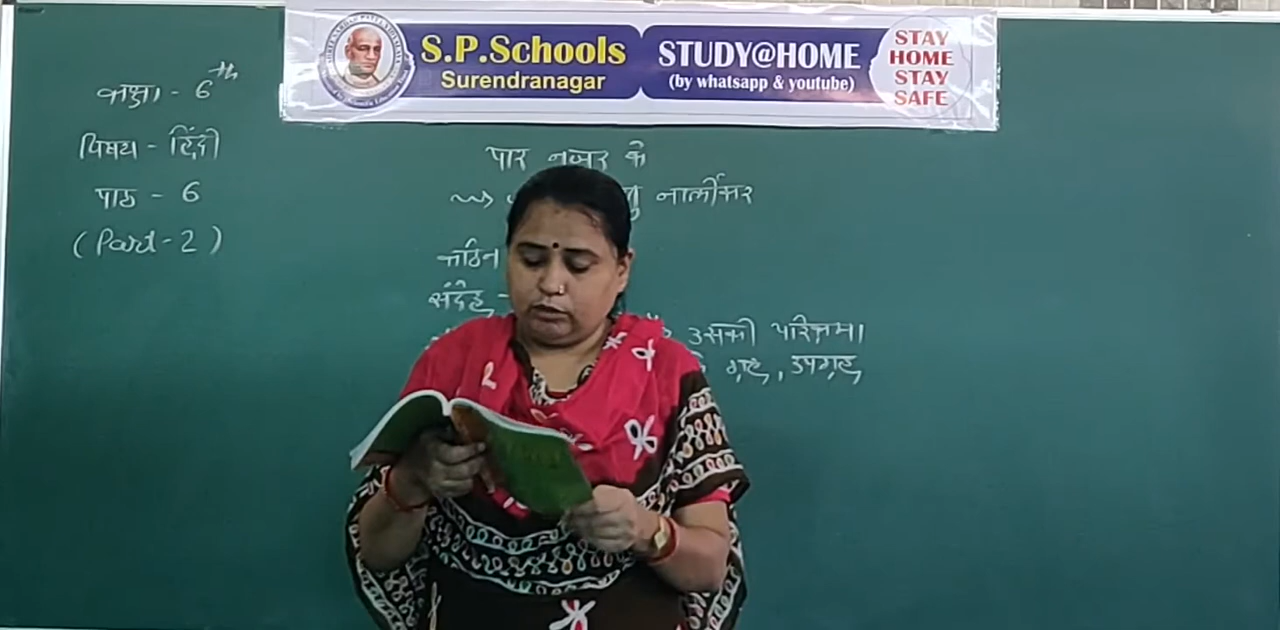 S.P.Schools
Surendranagar
STUDY@HOME
(by whatsapp & youtube)
STAY
HOME
STAY
SAFE
कक्षा - 6th
विषय - हिंदी
पाठ - 6
(Part-2)
पार नज़र के
नार्लीकर
कठिन
संदेह -
उसकी परिक्रमा
ग्रह, उपग्रह